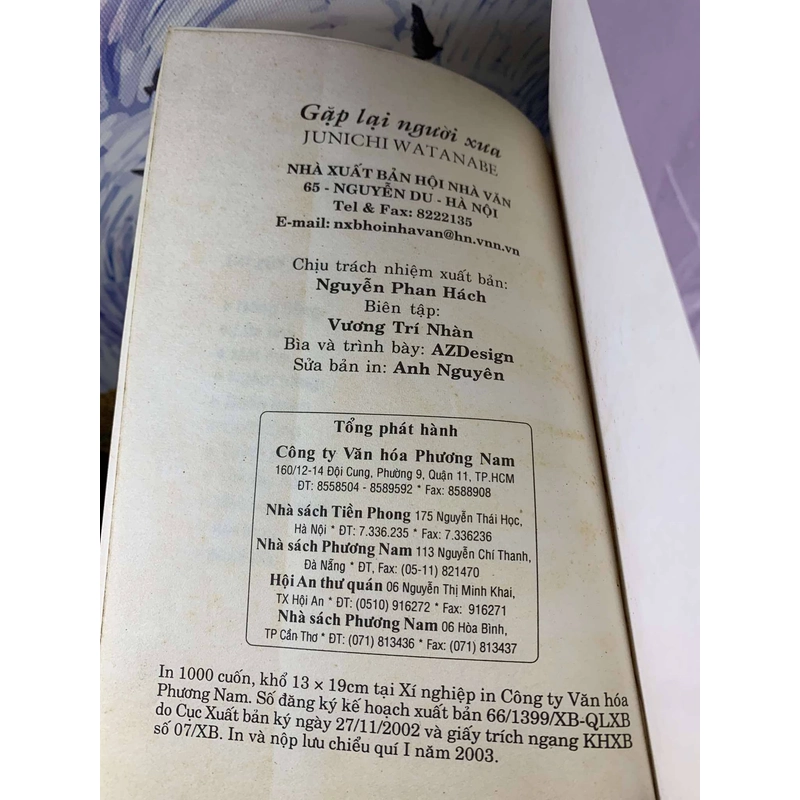 Gặp lại người xưa
JUNICHI WATANABE
NHÀ XUẤT BẢN HỘI NHÀ VĂN
65 - NGUYỄN DU - HÀ NỘI
Tel & Fax: 8222135
E-mail: nxbhoinhavan@hn.vnn.vn
Chịu trách nhiệm xuất bản:
Nguyễn Phan Hách
Biên tập:
Vương Trí Nhàn
Bìa và trình bày: AZDesign
Sửa bản in: Anh Nguyên
Tổng phát hành
Công ty Văn hóa Phương Nam
160/12-14 Đội Cung, Phường 9, Quận 11, TP.HCM
ĐT: 8558504 - 8589592 * Fax: 8588908
Nhà sách Tiền Phong 175 Nguyễn Thái Học,
Hà Nội * ĐT: 7.336.235 * Fax: 7.336236
Nhà sách Phương Nam 113 Nguyễn Chí Thanh,
Đà Nẵng * ĐT, Fax: (05-11) 821470
Hội An thư quán 06 Nguyễn Thị Minh Khai,
TX Hội An * ĐT: (0510) 916272 * Fax: 916271
Nhà sách Phương Nam 06 Hòa Bình,
TP Cần Thơ * ĐT: (071) 813436 * Fax: (071) 813437
In 1000 cuốn, khổ 13 × 19cm tại Xí nghiệp in Công ty Văn hóa
Phương Nam. Số đăng ký kế hoạch xuất bản 66/1399/XB-QLXB
do Cục Xuất bản ký ngày 27/11/2002 và giấy trích ngang KHXB
số 07/XB. In và nộp lưu chiểu quí I năm 2003.